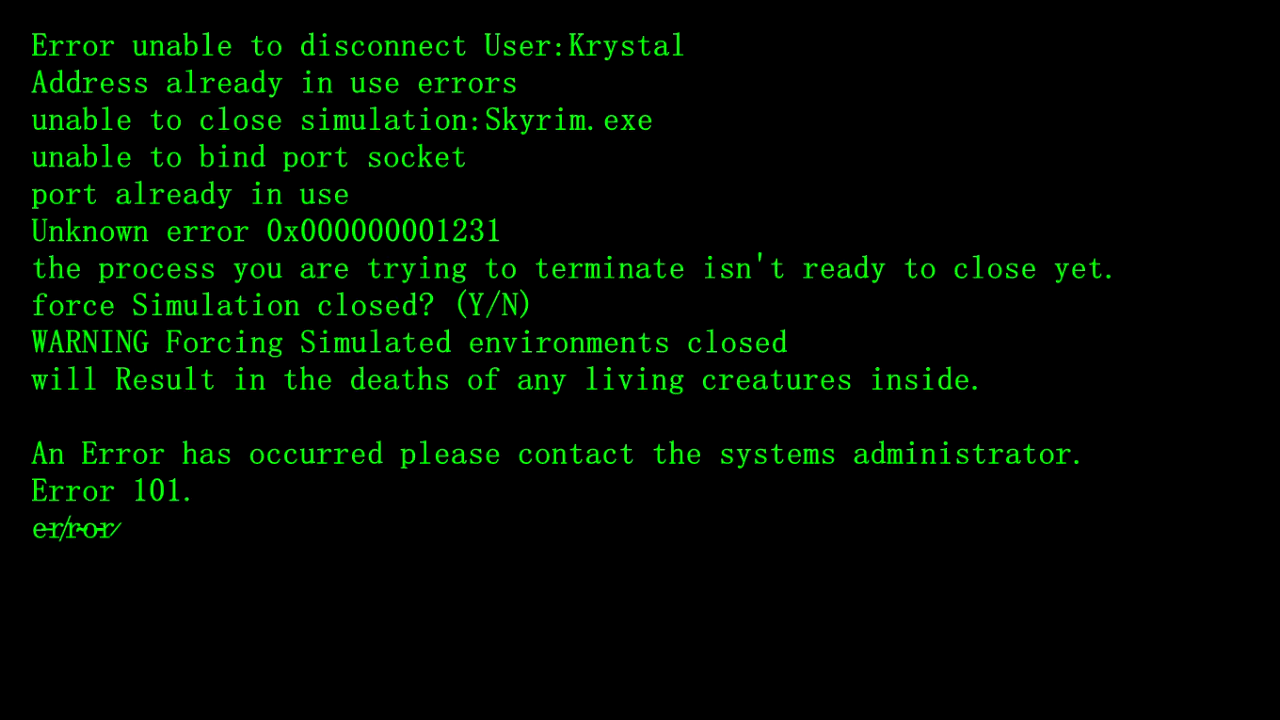 Error unable to disconnect User:Krystal
Address already in use errors
unable to close simulation:Skyrim.exe
unable to bind port socket
port already in use
Unknown error 0x000000001231
the process you are trying to terminate isn't ready to close yet.
force Simulation closed? (Y/N)
WARNING Forcing Simulated environments closed
will Result in the deaths of any living creatures inside.

An Error has occurred please contact the systems administrator.
Error 101.
e̵r̷r̴o̵r̷